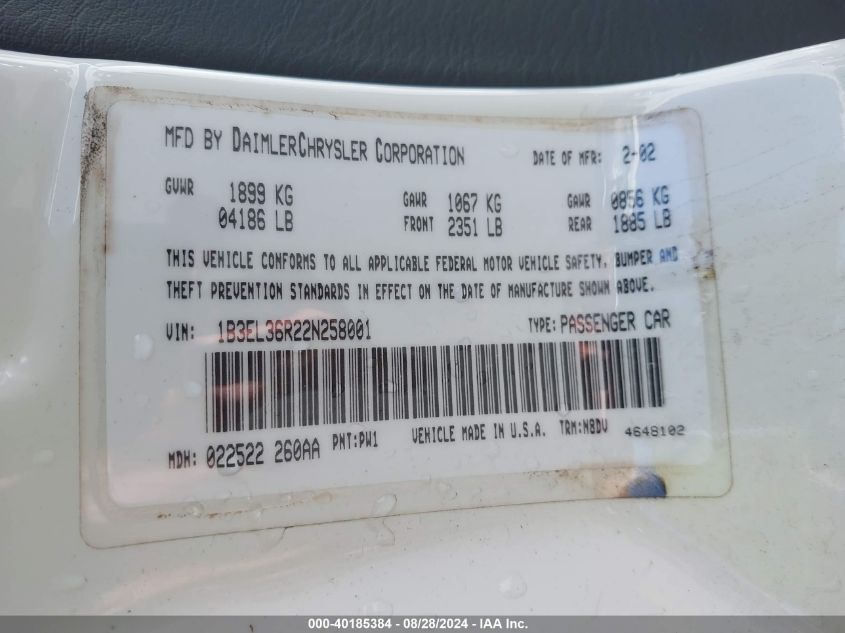 MFD BY DAIMLERCHRYSLER CORPORATION DATE OF MFR: 2-02
GVWR 1899 KG GAWR 1067 KG GAWR 0856 KG
04186 LB FRONT 2351 LB REAR 1885 LB
THIS VEHICLE CONFORMS TO ALL APPLICABLE FEDERAL MOTOR VEHICLE SAFETY, BUMPER AND
THEFT PREVENTION STANDARDS IN EFFECT ON THE DATE OF MANUFACTURE SHOWN ABOVE.
VIN: 1B3EL36R22N258001 TYPE: PASSENGER CAR
MDH: 022522 260AA PNT:PW1 VEHICLE MADE IN U.S.A. TRM:N8DV 4648102
000-40185384 - 08/28/2024 - IAA Inc.